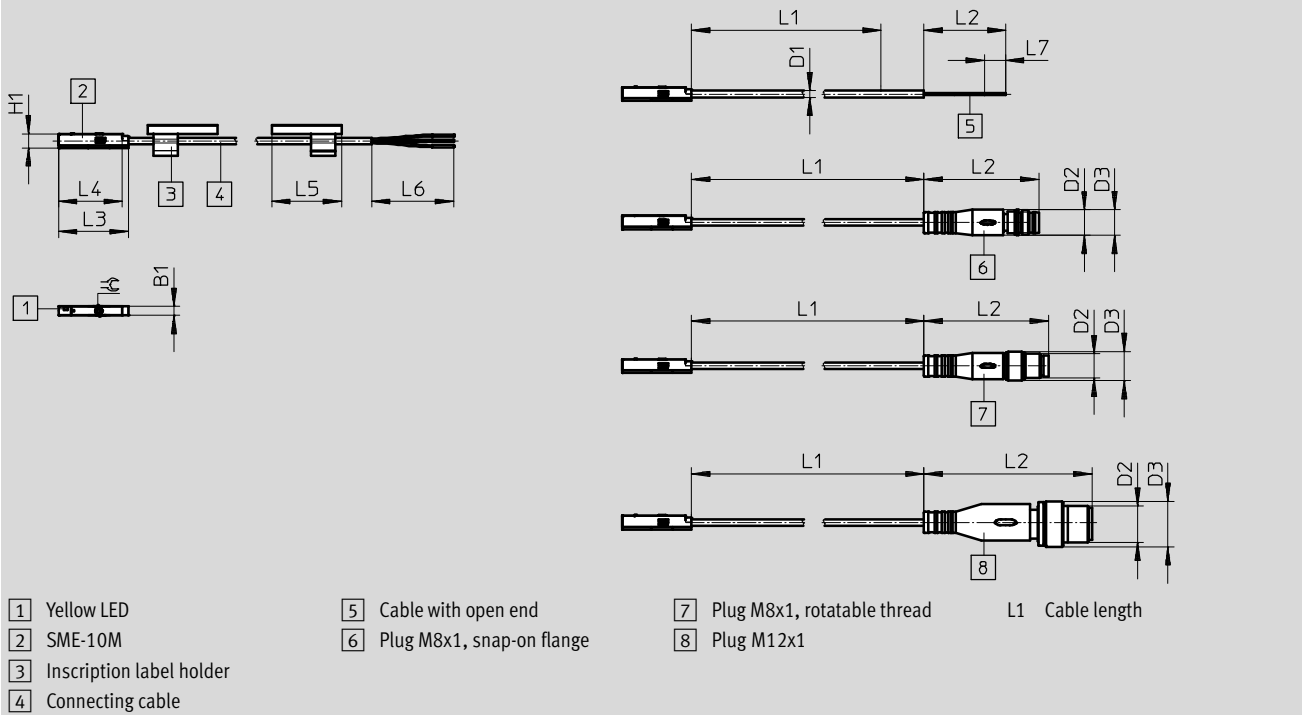 H1
2
L4
L3
3
4
L5
L6
1
B1
L1
L2
D1
L7
5
L1
L2
D2
D3
6
L1
L2
D2
D3
7
L1
L2
D2
D3
8
1 Yellow LED
2 SME-10M
3 Inscription label holder
4 Connecting cable
5 Cable with open end
6 Plug M8x1, snap-on flange
7 Plug M8x1, rotatable thread
8 Plug M12x1
L1 Cable length